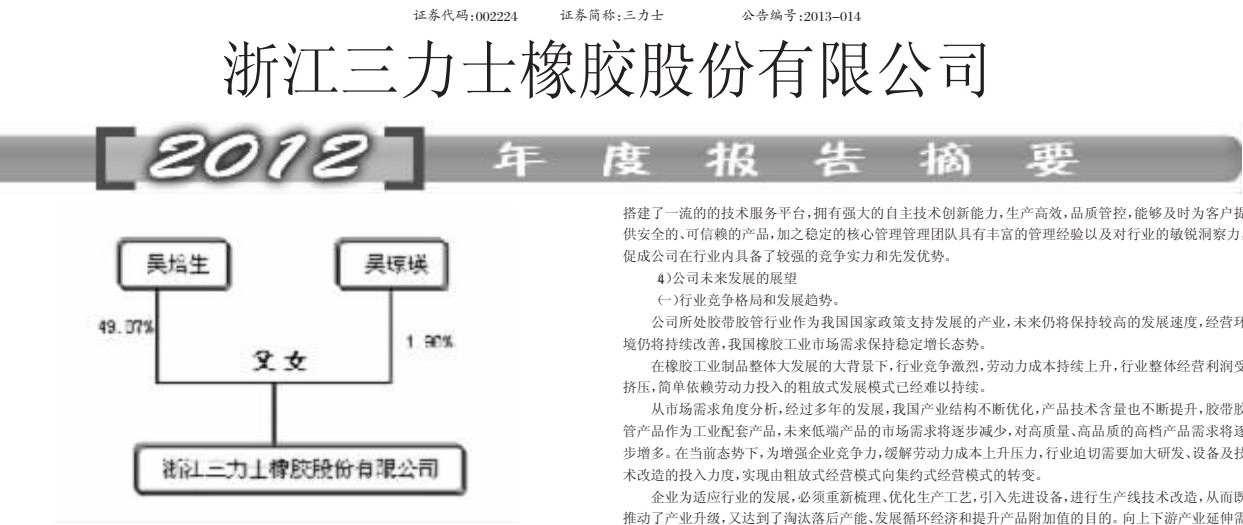 证券代码:002224 证券简称:三力士 公告编号:2013-014
浙江三力士橡胶股份有限公司
2012 年度报告摘要
吴培生 吴琼瑛
49.07% 1.90%
父女
浙江三力士橡胶股份有限公司
搭建了一流的的技术服务平台,拥有强大的自主技术创新能力,生产高效,品质管控,能够及时为客户提
供安全的、可信赖的产品,加之稳定的核心管理管理团队具有丰富的管理经验以及对行业的敏锐洞察力,
促成公司在行业内具备了较强的竞争实力和先发优势。
4)公司未来发展的展望
(一)行业竞争格局和发展趋势。
公司所处胶带胶管行业作为我国国家政策支持发展的产业,未来仍将保持较高的发展速度,经营环
境仍将持续改善,我国橡胶工业市场需求保持稳定增长态势。
在橡胶工业制品整体大发展的大背景下,行业竞争激烈,劳动力成本持续上升,行业整体经营利润受
挤压,简单依赖劳动力投入的粗放式发展模式已经难以持续。
从市场需求角度分析,经过多年的发展,我国产业结构不断优化,产品技术含量也不断提升,胶带胶
管产品作为工业配套产品,未来低端产品的市场需求将逐步减少,对高质量、高品质的高档产品需求将逐
步增多。在当前态势下,为增强企业竞争力,缓解劳动力成本上升压力,行业迫切需要加大研发、设备及技
术改造的投入力度,实现由粗放式经营模式向集约式经营模式的转变。
企业为适应行业的发展,必须重新梳理、优化生产工艺,引入先进设备,进行生产线技术改造,从而既
推动了产业升级,又达到了淘汰落后产能、发展循环经济和提升产品附加值的目的。向上下游产业延伸需